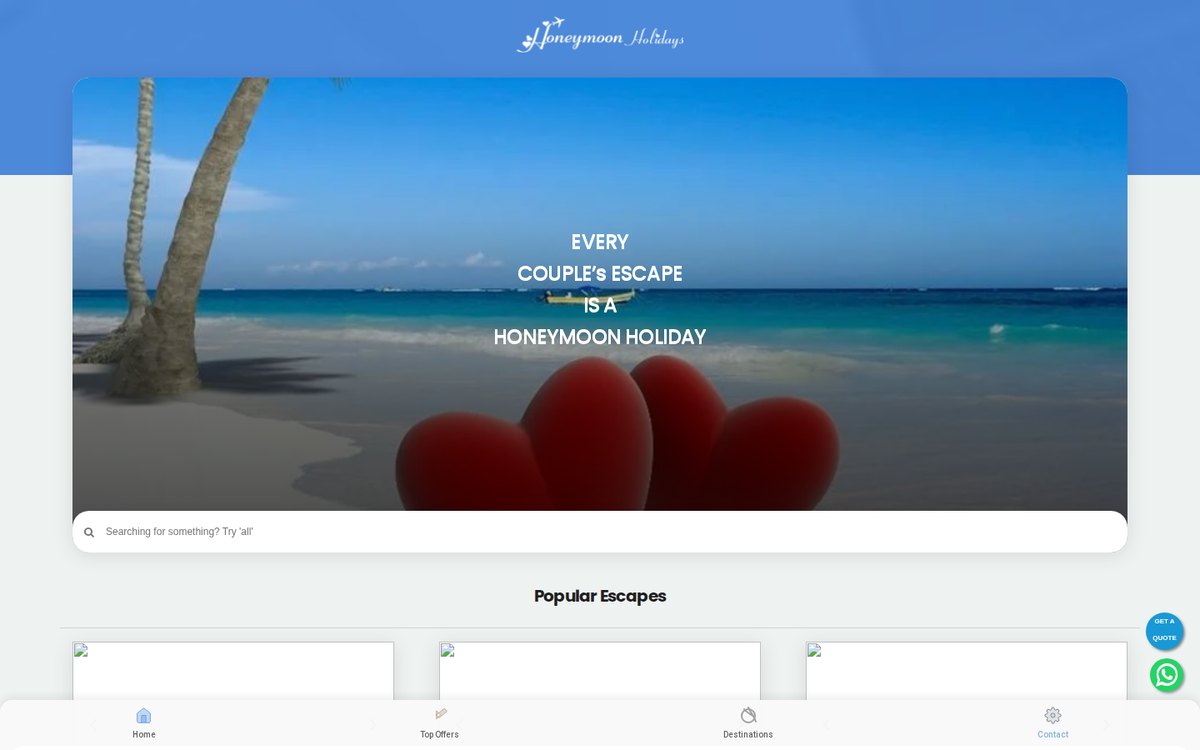 Honeymoon Holidays
EVERY
COUPLE's ESCAPE
IS A
HONEYMOON HOLIDAY
Searching for something? Try 'all'
Popular Escapes
GET A
QUOTE
Home
Top Offers
Destinations
Contact